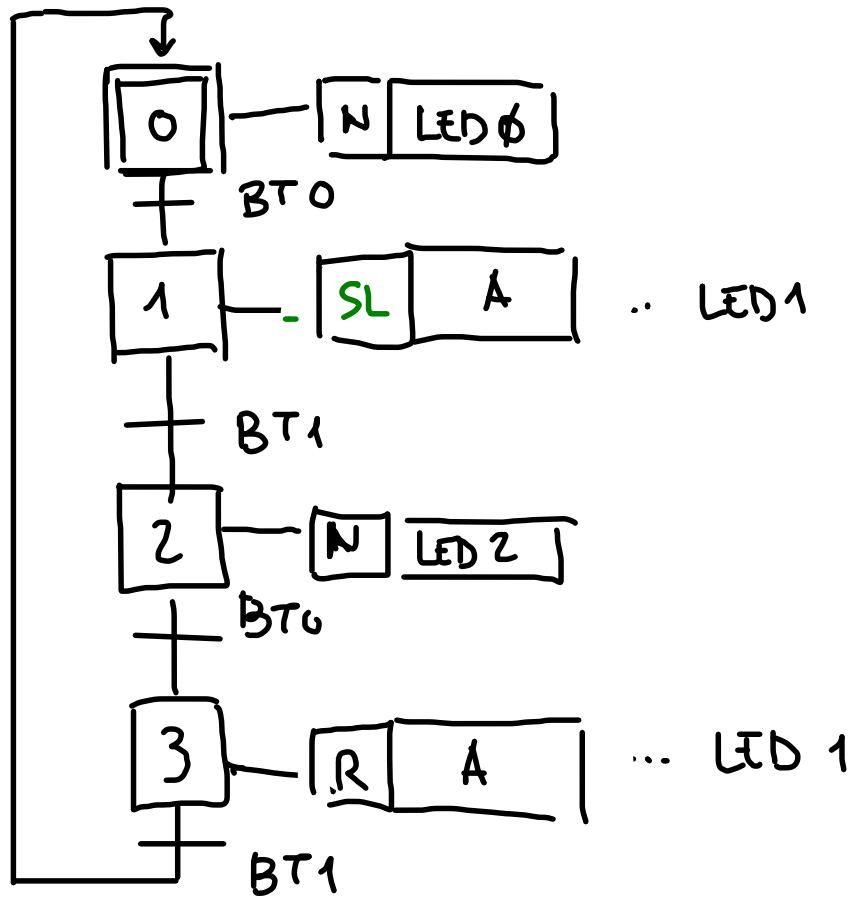 0 N LED0
BT0
1 SL A .. LED1
BT1
2 N LED2
BT0
3 R A ... LED 1
BT1